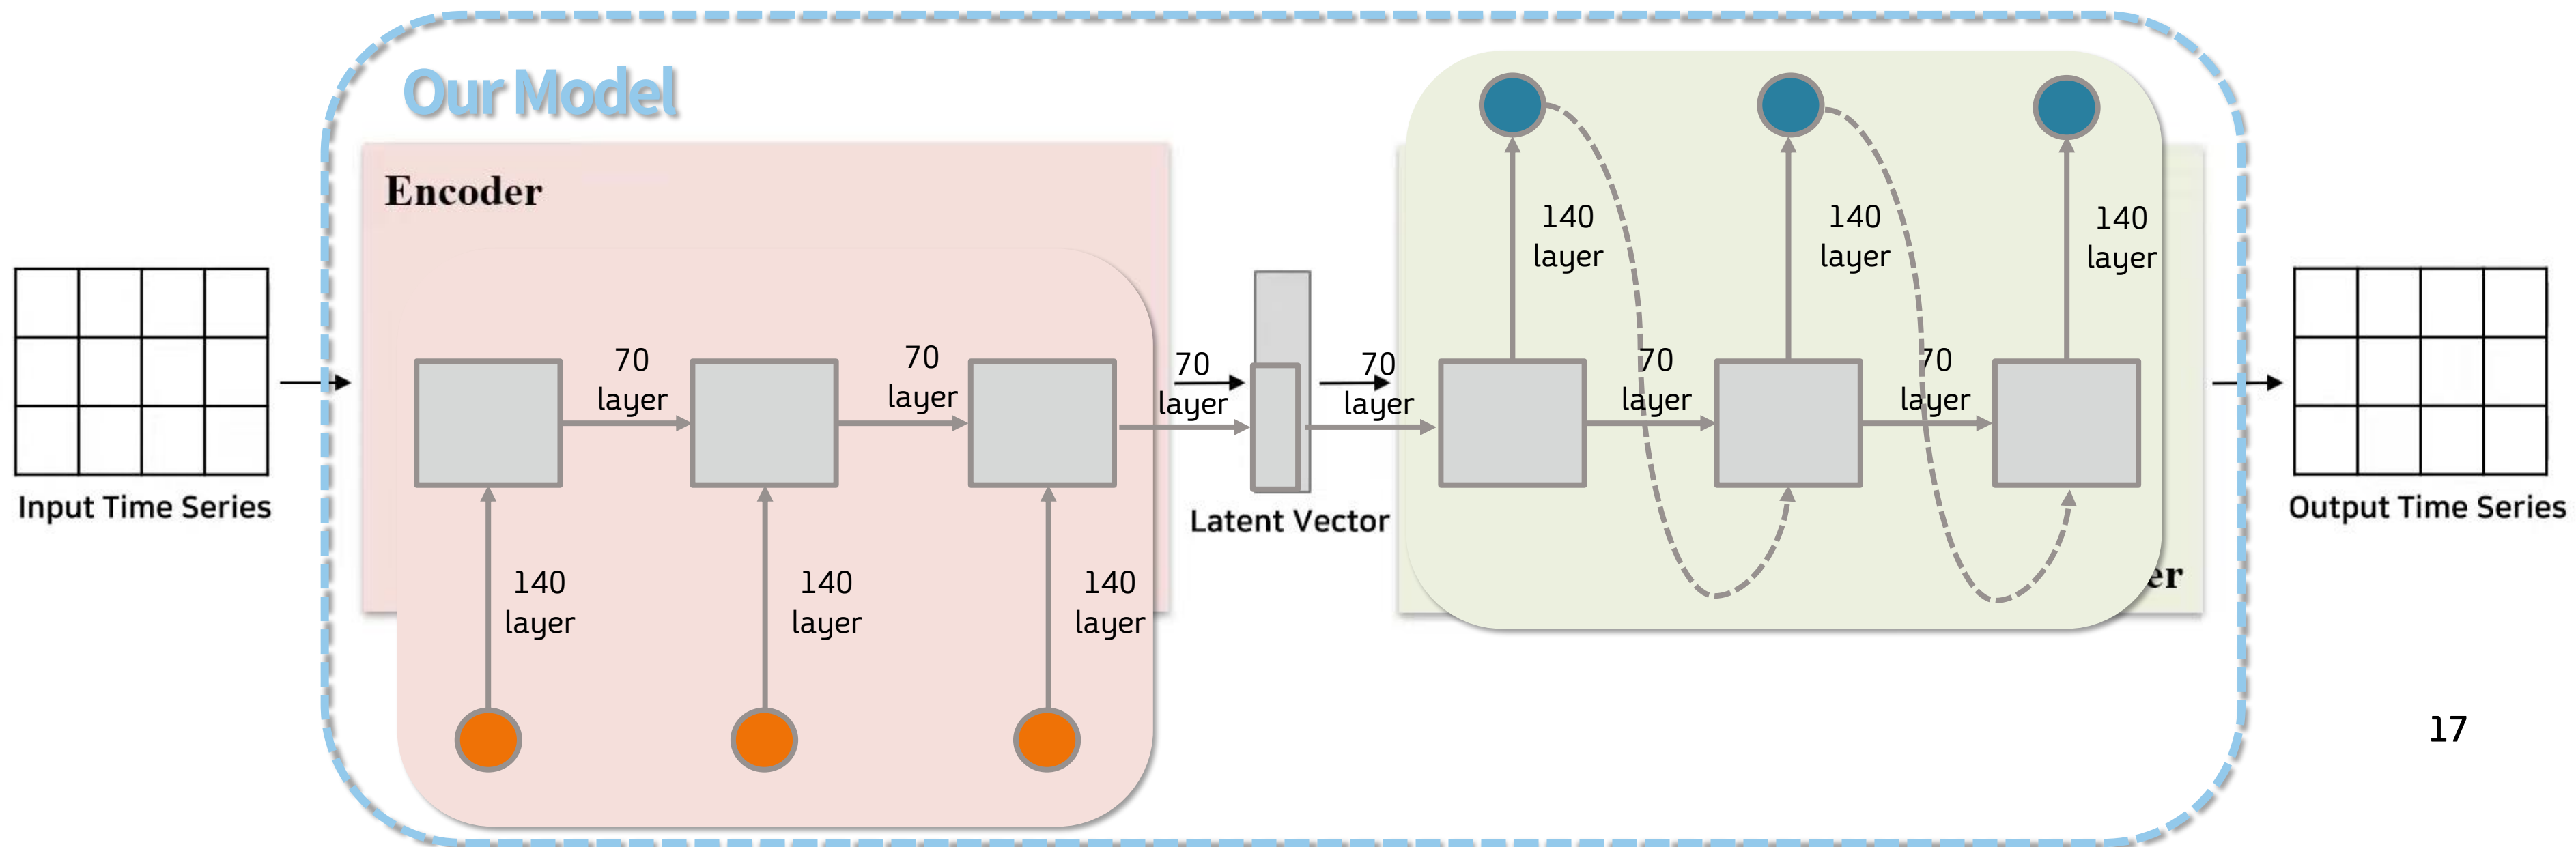 Our Model
Encoder
Input Time Series
70
layer
70
layer
140
layer
140
layer
140
layer
70
layer
70
layer
Latent Vector
140
layer
140
layer
140
layer
70
layer
70
layer
er
Output Time Series
17